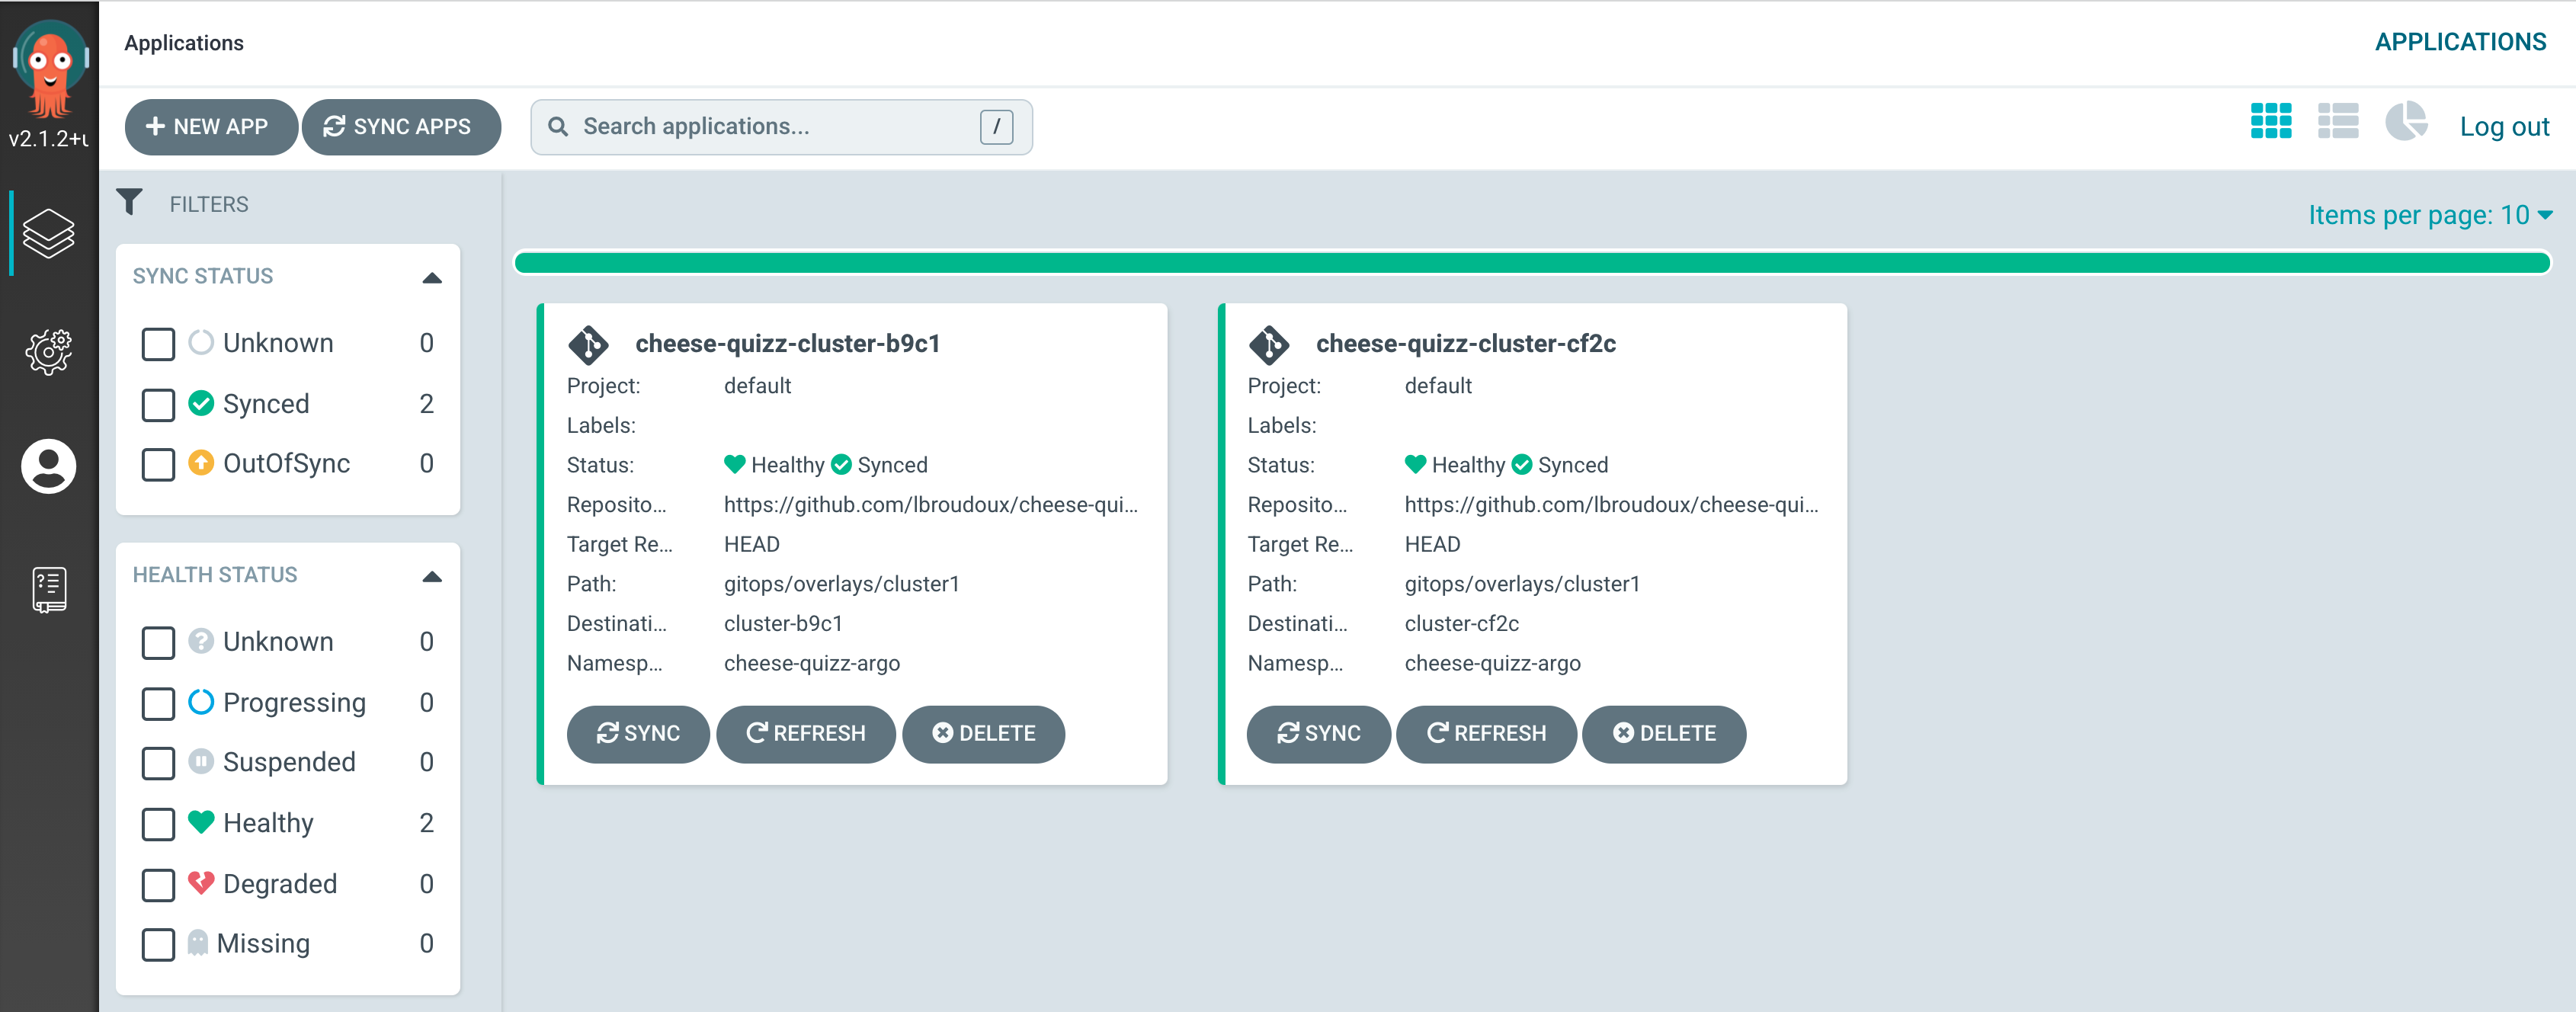 Applications
APPLICATIONS
v2.1.2+
NEW APP
SYNC APPS
Search applications...
/
Log out
FILTERS
Items per page: 10
SYNC STATUS
Unknown 0
Synced 2
OutOfSync 0
HEALTH STATUS
Unknown 0
Progressing 0
Suspended 0
Healthy 2
Degraded 0
Missing 0
cheese-quizz-cluster-b9c1
Project: default
Labels:
Status: Healthy Synced
Reposito... https://github.com/lbroudoux/cheese-qui...
Target Re... HEAD
Path: gitops/overlays/cluster1
Destinati... cluster-b9c1
Namesp... cheese-quizz-argo
SYNC REFRESH DELETE
cheese-quizz-cluster-cf2c
Project: default
Labels:
Status: Healthy Synced
Reposito... https://github.com/lbroudoux/cheese-qui...
Target Re... HEAD
Path: gitops/overlays/cluster1
Destinati... cluster-cf2c
Namesp... cheese-quizz-argo
SYNC REFRESH DELETE